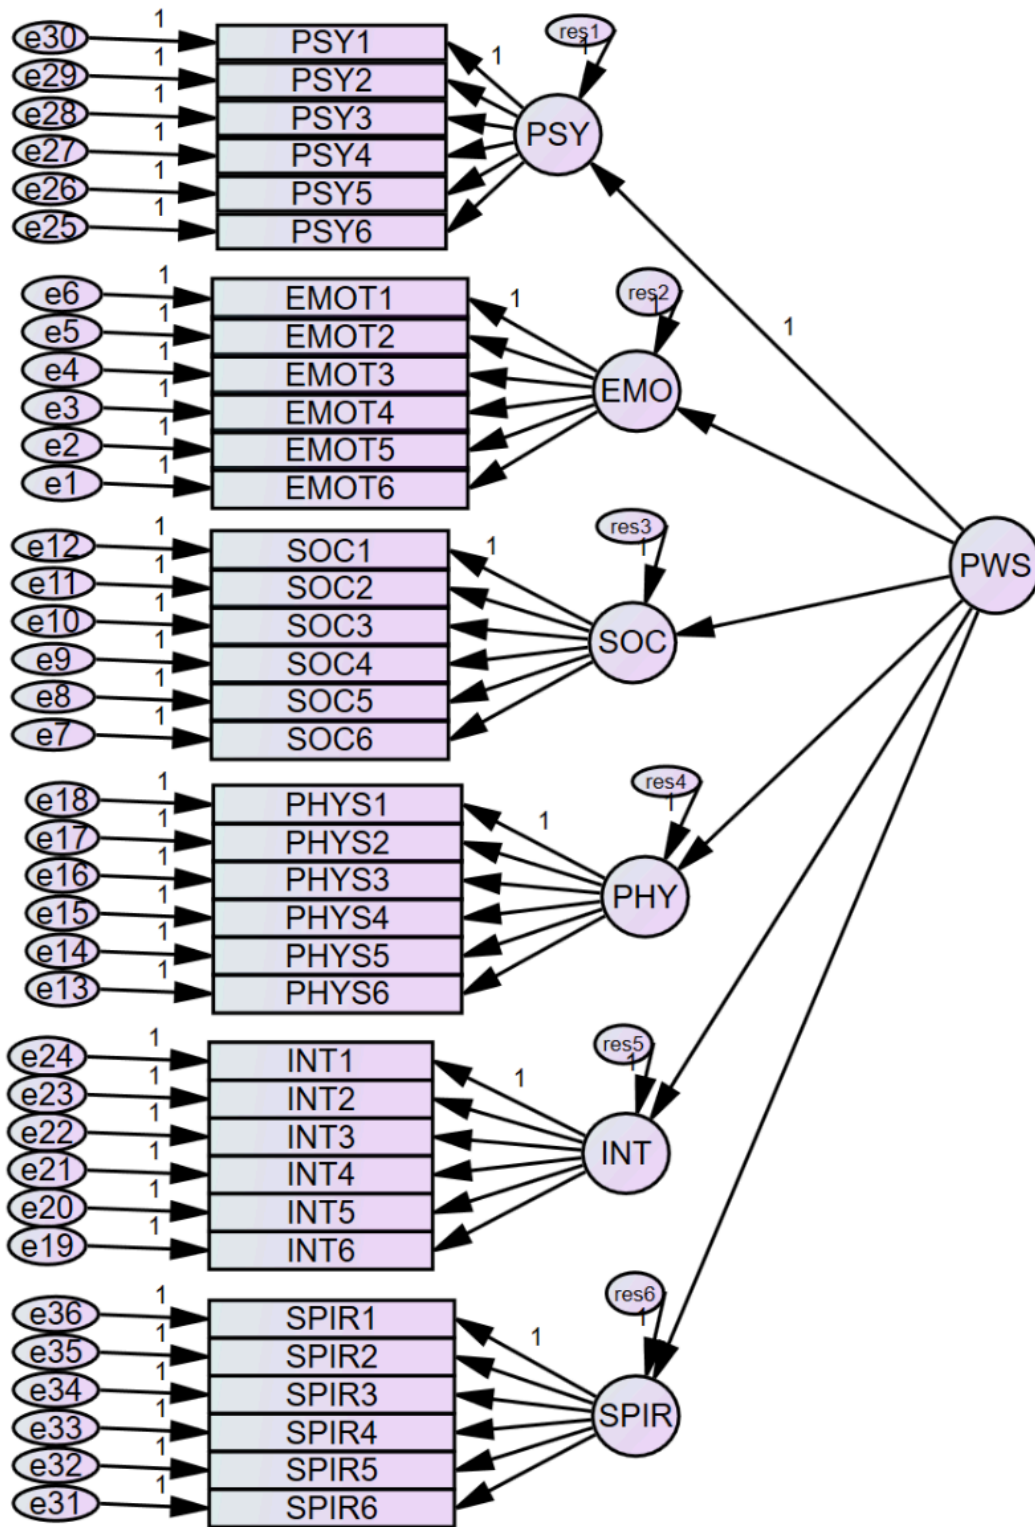 e30 1 PSY1 res1
e29 1 PSY2 1 1
e28 1 PSY3 PSY
e27 1 PSY4
e26 1 PSY5
e25 1 PSY6
e6 1 EMOT1 1 res2
e5 1 EMOT2 1 1
e4 1 EMOT3 EMO
e3 1 EMOT4
e2 1 EMOT5
e1 1 EMOT6
e12 1 SOC1 1 res3
e11 1 SOC2 1 PWS
e10 1 SOC3 SOC
e9 1 SOC4
e8 1 SOC5
e7 1 SOC6
e18 1 PHYS1 1 res4
e17 1 PHYS2 1
e16 1 PHYS3 PHY
e15 1 PHYS4
e14 1 PHYS5
e13 1 PHYS6
e24 1 INT1 1 res5
e23 1 INT2 1
e22 1 INT3 INT
e21 1 INT4
e20 1 INT5
e19 1 INT6
e36 1 SPIR1 1 res6
e35 1 SPIR2 1
e34 1 SPIR3 SPIR
e33 1 SPIR4
e32 1 SPIR5
e31 1 SPIR6